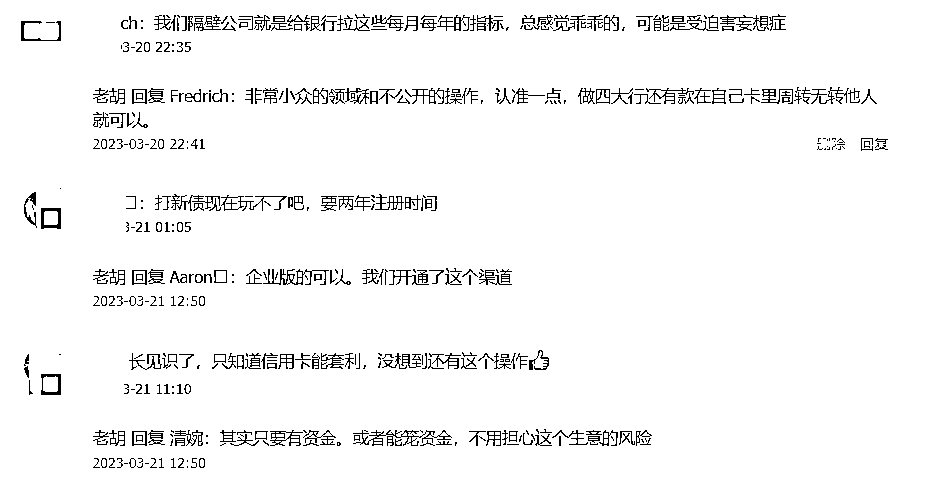 ch：我们隔壁公司就是给银行拉这些每月每年的指标，总感觉乖乖的，可能是受迫害妄想症
3-20 22:35
老胡 回复 Fredrich：非常小众的领域和不公开的操作，认准一点，做四大行还有款在自己卡里周转无转他人
就可以。
2023-03-20 22:41
删除 回复
：打新债现在玩不了吧，要两年注册时间
3-21 01:05
老胡 回复 Aaron□：企业版的可以。我们开通了这个渠道
2023-03-21 12:50
长见识了，只知道信用卡能套利，没想到还有这个操作👍
3-21 11:10
老胡 回复 清婉：其实只要有资金。或者能笼资金，不用担心这个生意的风险
2023-03-21 12:50